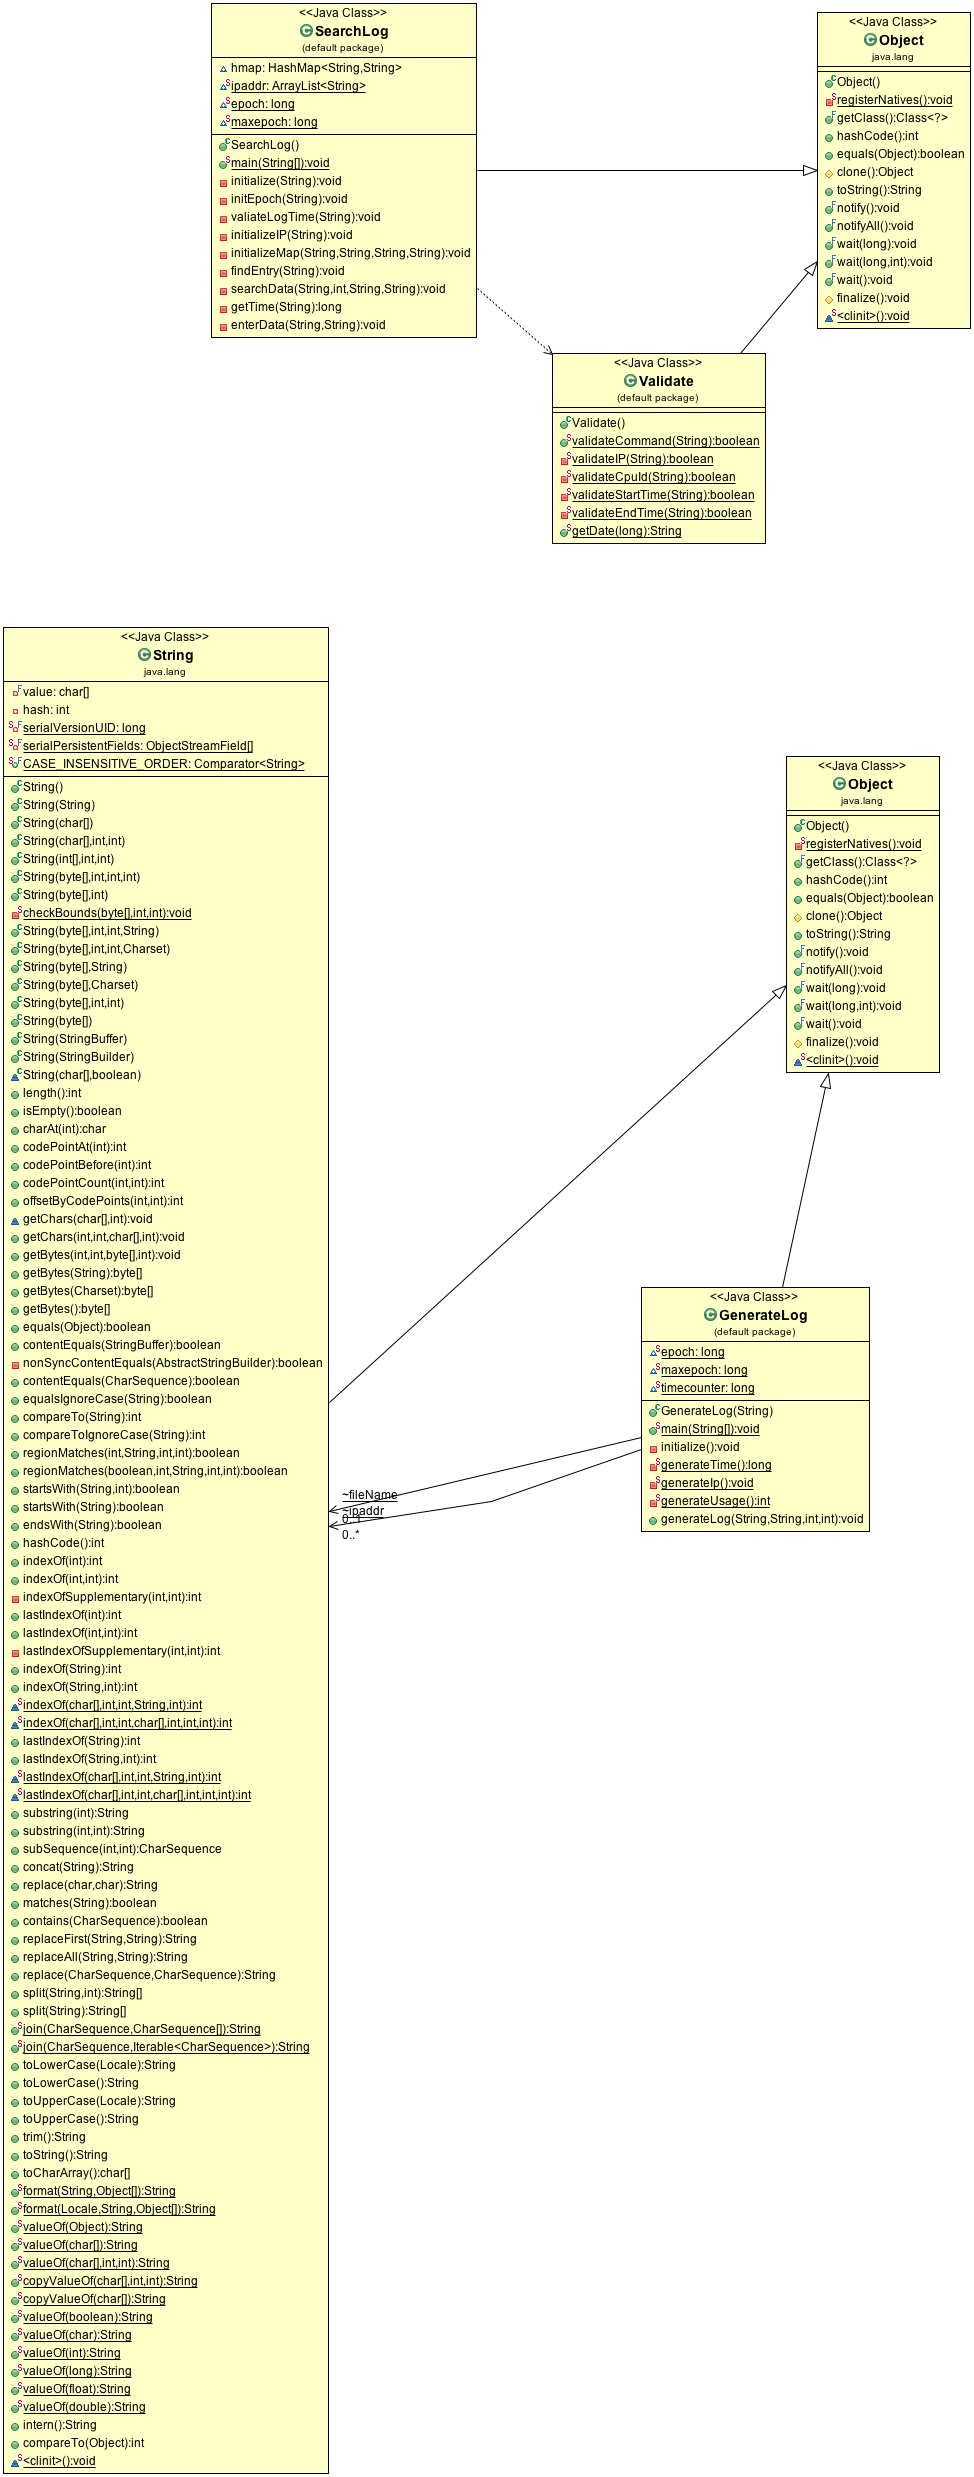 <<Java Class>>
SearchLog
(default package)
hmap: HashMap<String,String>
ipaddr: ArrayList<String>
epoch: long
maxepoch: long
SearchLog()
main(String[]):void
initialize(String):void
initEpoch(String):void
valiateLogTime(String):void
initializeIP(String):void
initializeMap(String,String,String,String):void
findEntry(String):void
searchData(String,int,String,String):void
getTime(String):long
enterData(String,String):void
<<Java Class>>
Object
java.lang
Object()
registerNatives():void
getClass():Class<?>
hashCode():int
equals(Object):boolean
clone():Object
toString():String
notify():void
notifyAll():void
wait(long):void
wait(long,int):void
wait():void
finalize():void
<clinit>():void
<<Java Class>>
Validate
(default package)
Validate()
validateCommand(String):boolean
validateIP(String):boolean
validateCpuId(String):boolean
validateStartTime(String):boolean
validateEndTime(String):boolean
getDate(long):String
<<Java Class>>
String
java.lang
value: char[]
hash: int
serialVersionUID: long
serialPersistentFields: ObjectStreamField[]
CASE_INSENSITIVE_ORDER: Comparator<String>
String()
String(String)
String(char[])
String(char[],int,int)
String(int[],int,int)
String(byte[],int,int,int)
String(byte[],int)
checkBounds(byte[],int,int):void
String(byte[],int,int,String)
String(byte[],int,int,Charset)
String(byte[],String)
String(byte[],Charset)
String(byte[],int,int)
String(byte[])
String(StringBuffer)
String(StringBuilder)
String(char[],boolean)
length():int
isEmpty():boolean
charAt(int):char
codePointAt(int):int
codePointBefore(int):int
codePointCount(int,int):int
offsetByCodePoints(int,int):int
getChars(char[],int):void
getChars(int,int,char[],int):void
getBytes(int,int,byte[],int):void
getBytes(String):byte[]
getBytes(Charset):byte[]
getBytes():byte[]
equals(Object):boolean
contentEquals(StringBuffer):boolean
nonSyncContentEquals(AbstractStringBuilder):boolean
contentEquals(CharSequence):boolean
equalsIgnoreCase(String):boolean
compareTo(String):int
compareToIgnoreCase(String):int
regionMatches(int,String,int,int):boolean
regionMatches(boolean,int,String,int,int):boolean
startsWith(String,int):boolean
startsWith(String):boolean
endsWith(String):boolean
hashCode():int
indexOf(int):int
indexOf(int,int):int
indexOfSupplementary(int,int):int
lastIndexOf(int):int
lastIndexOf(int,int):int
lastIndexOfSupplementary(int,int):int
indexOf(String):int
indexOf(String,int):int
indexOf(char[],int,int,String,int):int
indexOf(char[],int,int,char[],int,int,int):int
lastIndexOf(String):int
lastIndexOf(String,int):int
lastIndexOf(char[],int,int,String,int):int
lastIndexOf(char[],int,int,char[],int,int,int):int
substring(int):String
substring(int,int):String
subSequence(int,int):CharSequence
concat(String):String
replace(char,char):String
matches(String):boolean
contains(CharSequence):boolean
replaceFirst(String,String):String
replaceAll(String,String):String
replace(CharSequence,CharSequence):String
split(String,int):String[]
split(String):String[]
join(CharSequence,CharSequence[]):String
join(CharSequence,Iterable<CharSequence>):String
toLowerCase(Locale):String
toLowerCase():String
toUpperCase(Locale):String
toUpperCase():String
trim():String
toString():String
toCharArray():char[]
format(String,Object[]):String
format(Locale,String,Object[]):String
valueOf(Object):String
valueOf(char[]):String
valueOf(char[],int,int):String
copyValueOf(char[],int,int):String
copyValueOf(char[]):String
valueOf(boolean):String
valueOf(char):String
valueOf(int):String
valueOf(long):String
valueOf(float):String
valueOf(double):String
intern():String
compareTo(Object):int
<clinit>():void
<<Java Class>>
Object
java.lang
Object()
registerNatives():void
getClass():Class<?>
hashCode():int
equals(Object):boolean
clone():Object
toString():String
notify():void
notifyAll():void
wait(long):void
wait(long,int):void
wait():void
finalize():void
<clinit>():void
<<Java Class>>
GenerateLog
(default package)
epoch: long
maxepoch: long
timecounter: long
GenerateLog(String)
main(String[]):void
initialize():void
generateTime():long
generateIp():void
generateUsage():int
generateLog(String,String,int,int):void
~fileName
~ipaddr
0..1
0..*